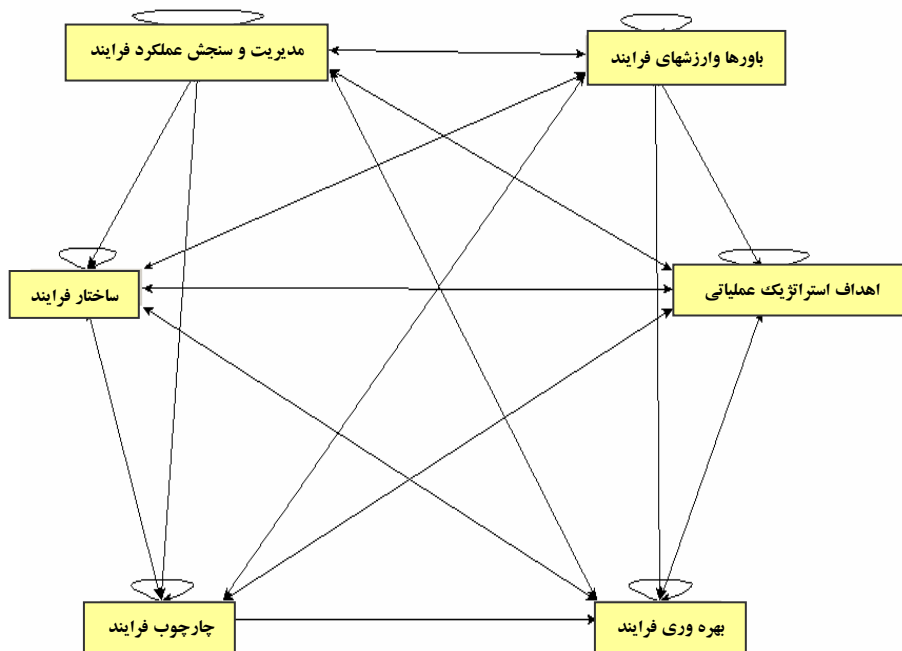 باورها وارزشهای فرایند
مدیریت و سنجش عملکرد فرایند
اهداف استراتژیک عملیاتی
ساختار فرایند
بهره وری فرایند
چارچوب فرایند